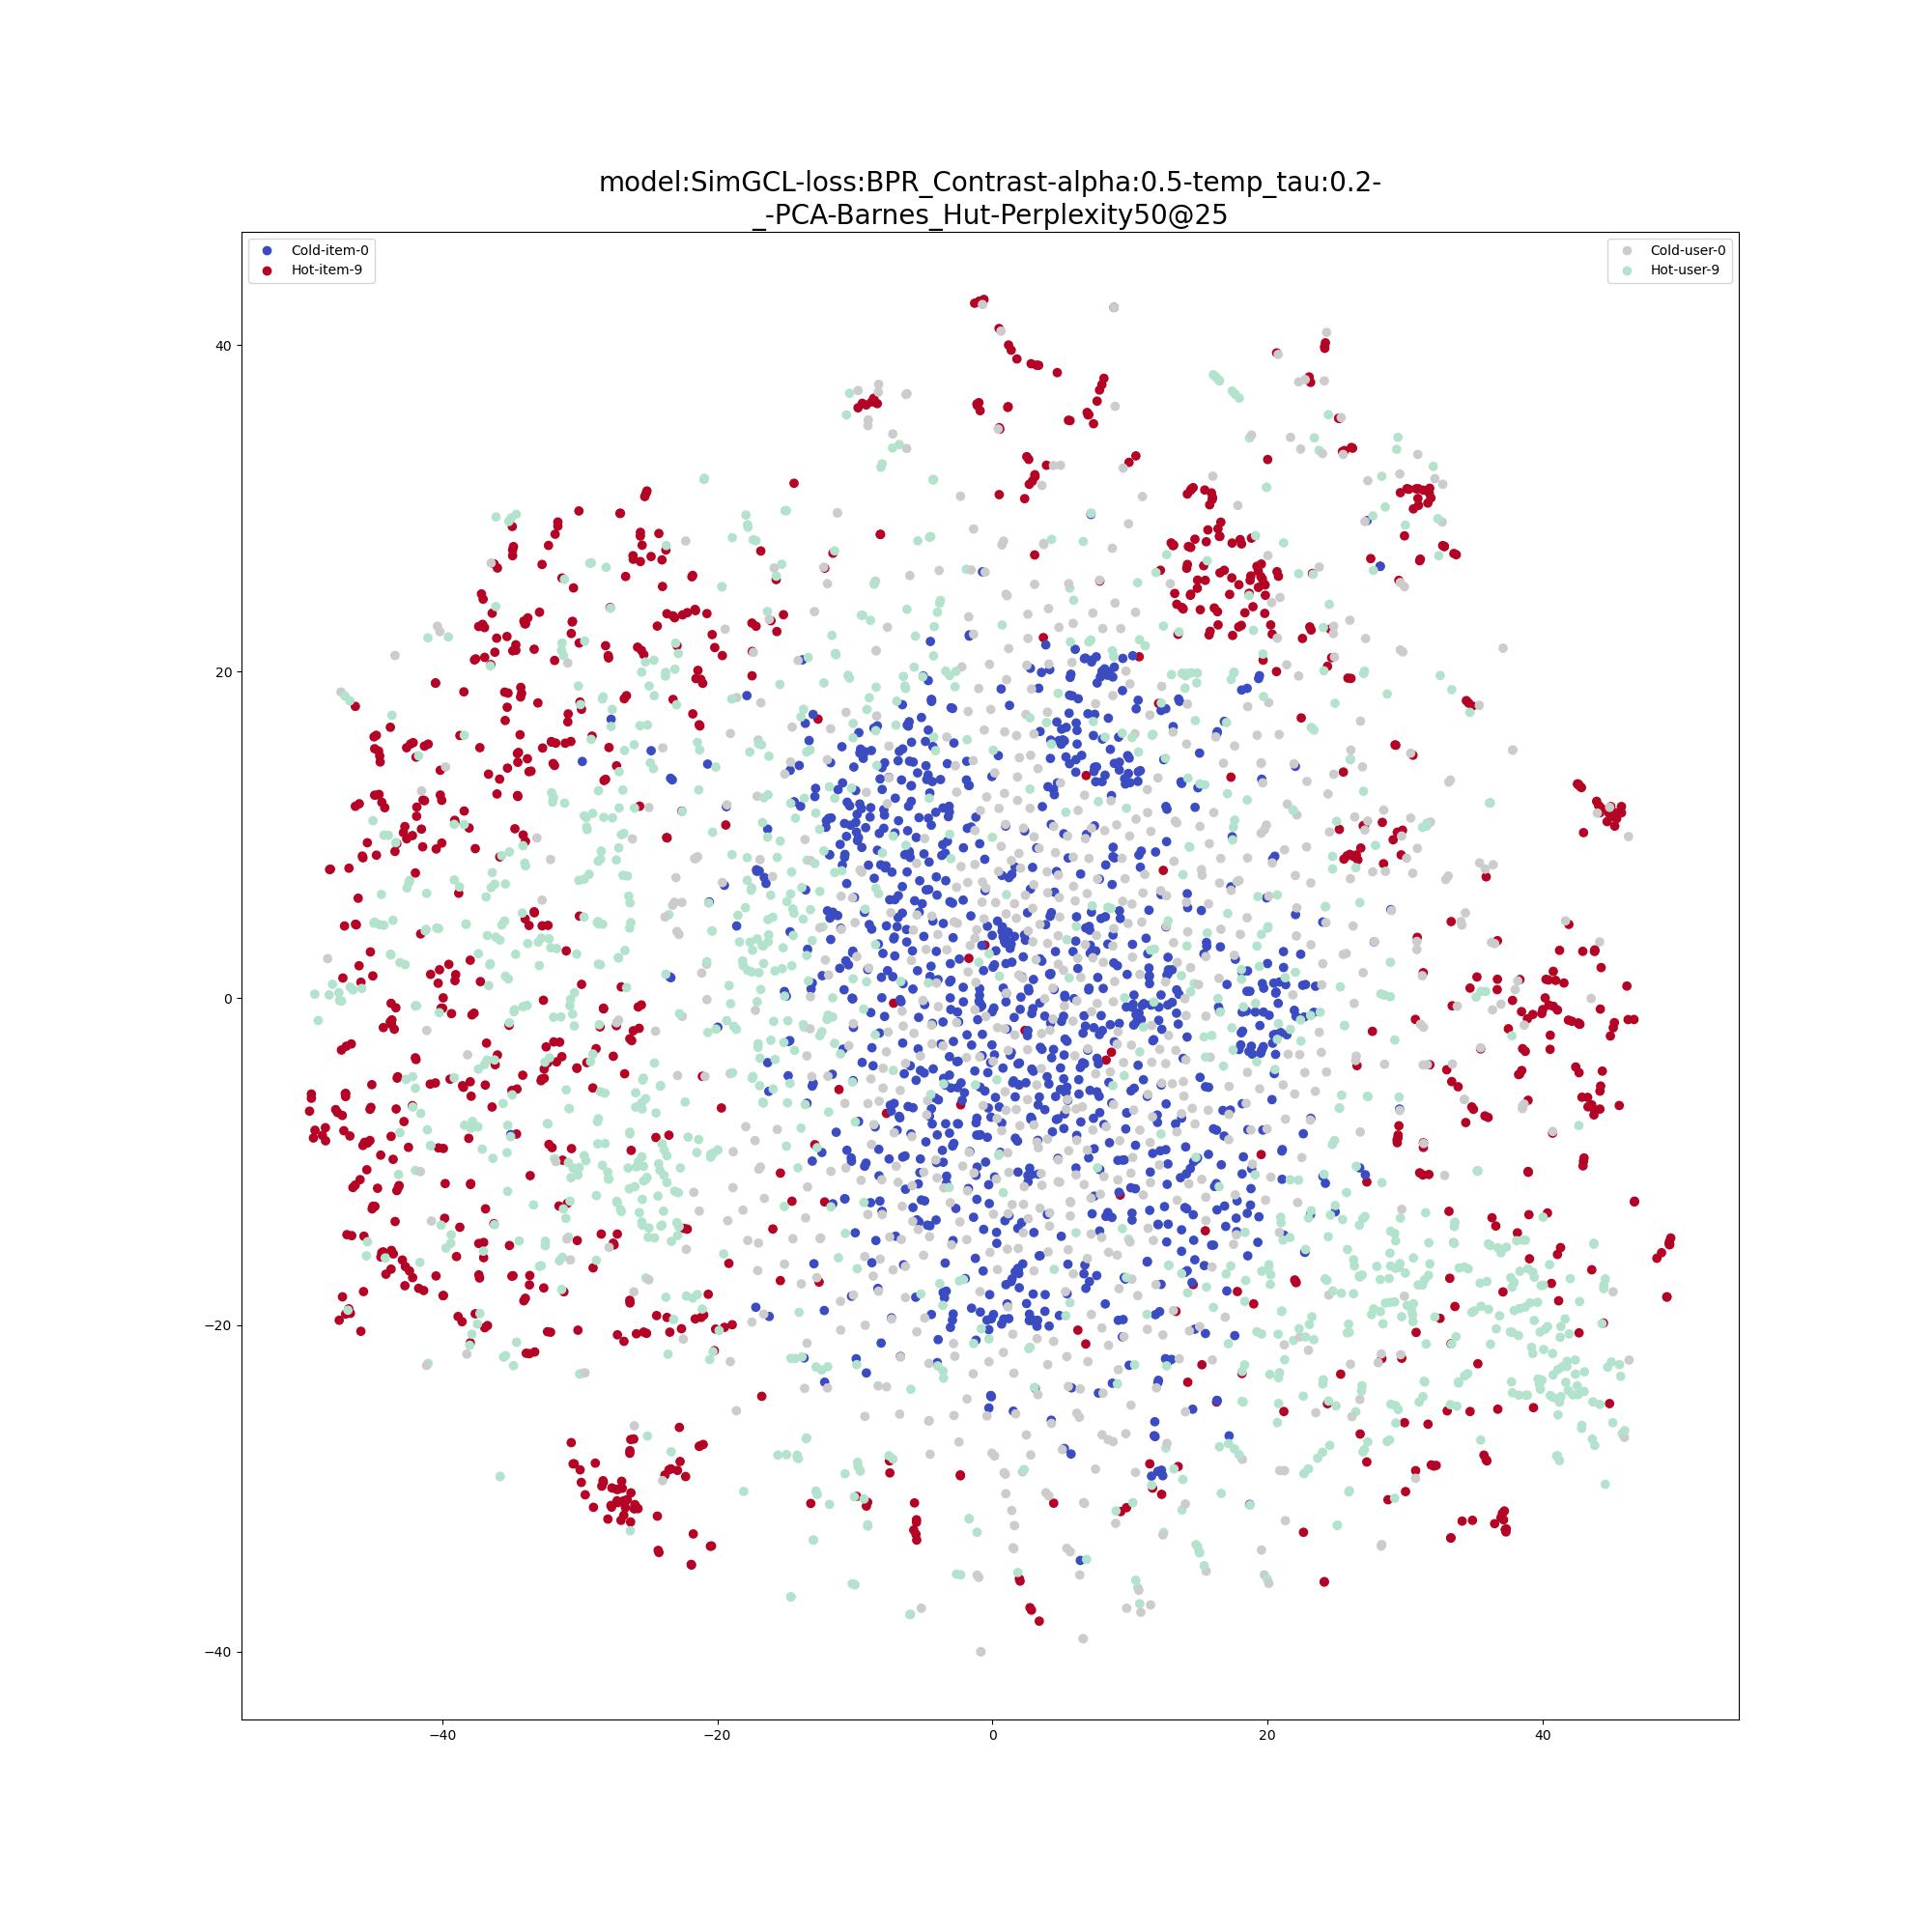 model:SimGCL-loss:BPR_Contrast-alpha:0.5-temp_tau:0.2-
_-PCA-Barnes_Hut-Perplexity50@25
Cold-item-0
Hot-item-9
Cold-user-0
Hot-user-9
40
20
0
−20
−40
−40
−20
0
20
40